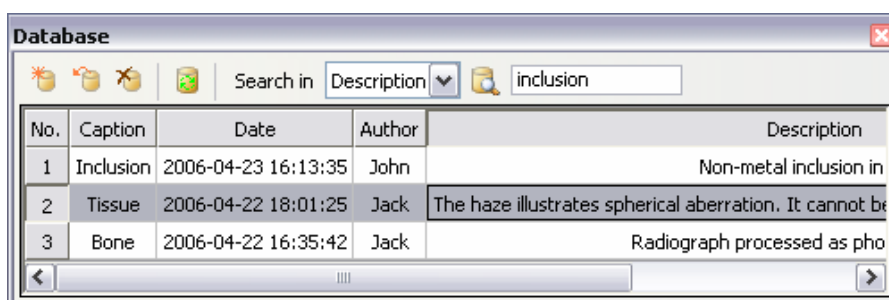 Database
Search in Description inclusion
No. Caption Date Author Description
1 Inclusion 2006-04-23 16:13:35 John Non-metal inclusion in
2 Tissue 2006-04-22 18:01:25 Jack The haze illustrates spherical aberration. It cannot be
3 Bone 2006-04-22 16:35:42 Jack Radiograph processed as pho